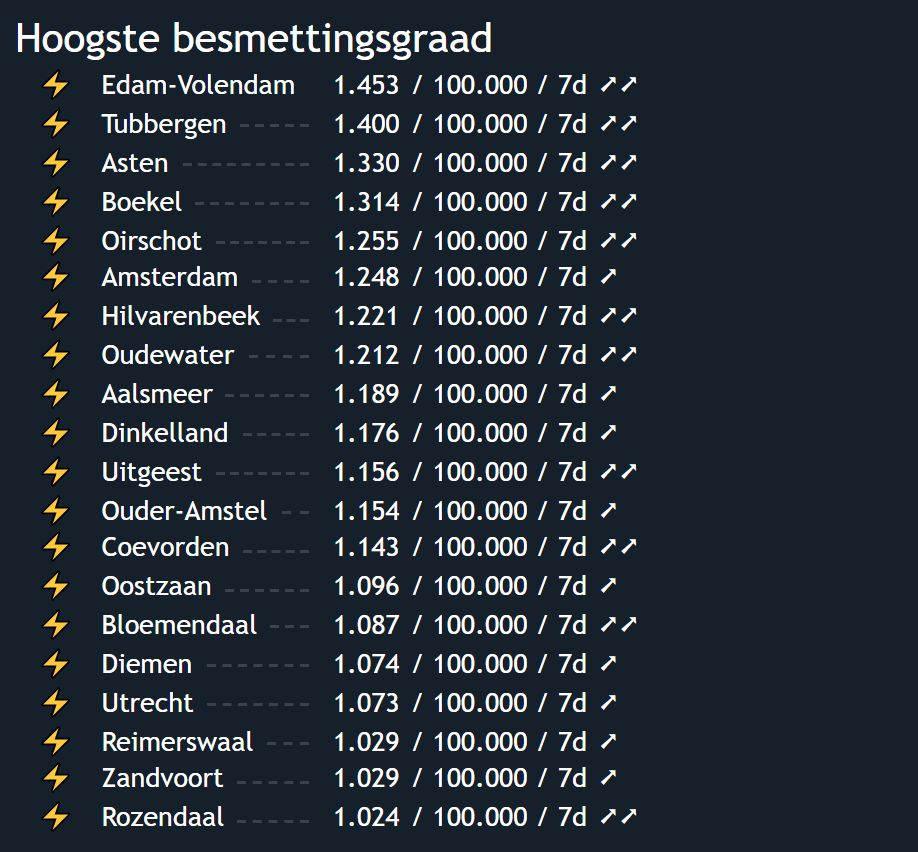 Hoogste besmettingsgraad
⚡ Edam-Volendam 1.453 / 100.000 / 7d ➚➚
⚡ Tubbergen ----- 1.400 / 100.000 / 7d ➚➚
⚡ Asten --------- 1.330 / 100.000 / 7d ➚➚
⚡ Boekel -------- 1.314 / 100.000 / 7d ➚➚
⚡ Oirschot ------- 1.255 / 100.000 / 7d ➚➚
⚡ Amsterdam ---- 1.248 / 100.000 / 7d ➚
⚡ Hilvarenbeek --- 1.221 / 100.000 / 7d ➚➚
⚡ Oudewater ---- 1.212 / 100.000 / 7d ➚➚
⚡ Aalsmeer ------ 1.189 / 100.000 / 7d ➚
⚡ Dinkelland ----- 1.176 / 100.000 / 7d ➚
⚡ Uitgeest ------- 1.156 / 100.000 / 7d ➚➚
⚡ Ouder-Amstel -- 1.154 / 100.000 / 7d ➚
⚡ Coevorden ----- 1.143 / 100.000 / 7d ➚➚
⚡ Oostzaan ------ 1.096 / 100.000 / 7d ➚
⚡ Bloemendaal --- 1.087 / 100.000 / 7d ➚➚
⚡ Diemen ------- 1.074 / 100.000 / 7d ➚
⚡ Utrecht ------- 1.073 / 100.000 / 7d ➚
⚡ Reimerswaal --- 1.029 / 100.000 / 7d ➚
⚡ Zandvoort ----- 1.029 / 100.000 / 7d ➚
⚡ Rozendaal ----- 1.024 / 100.000 / 7d ➚➚